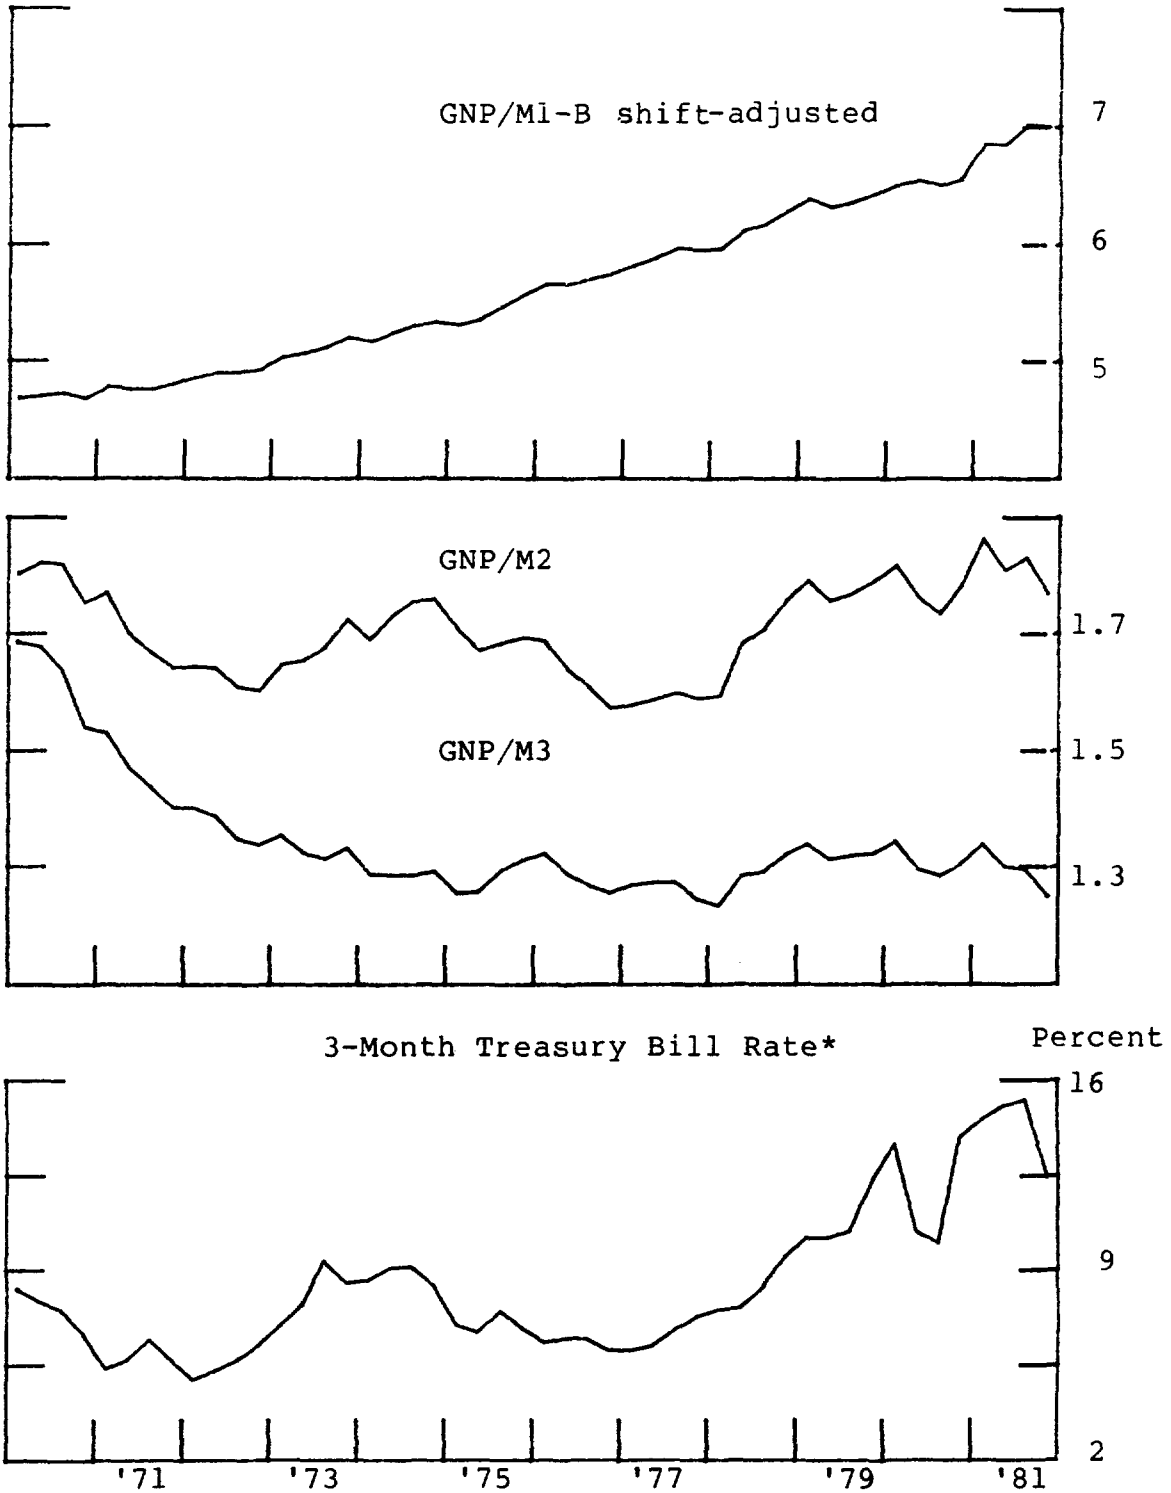 GNP/M1-B shift-adjusted
7
6
5
GNP/M2
1.7
GNP/M3
1.5
1.3
3-Month Treasury Bill Rate*
Percent
16
9
2
'71 '73 '75 '77 '79 '81